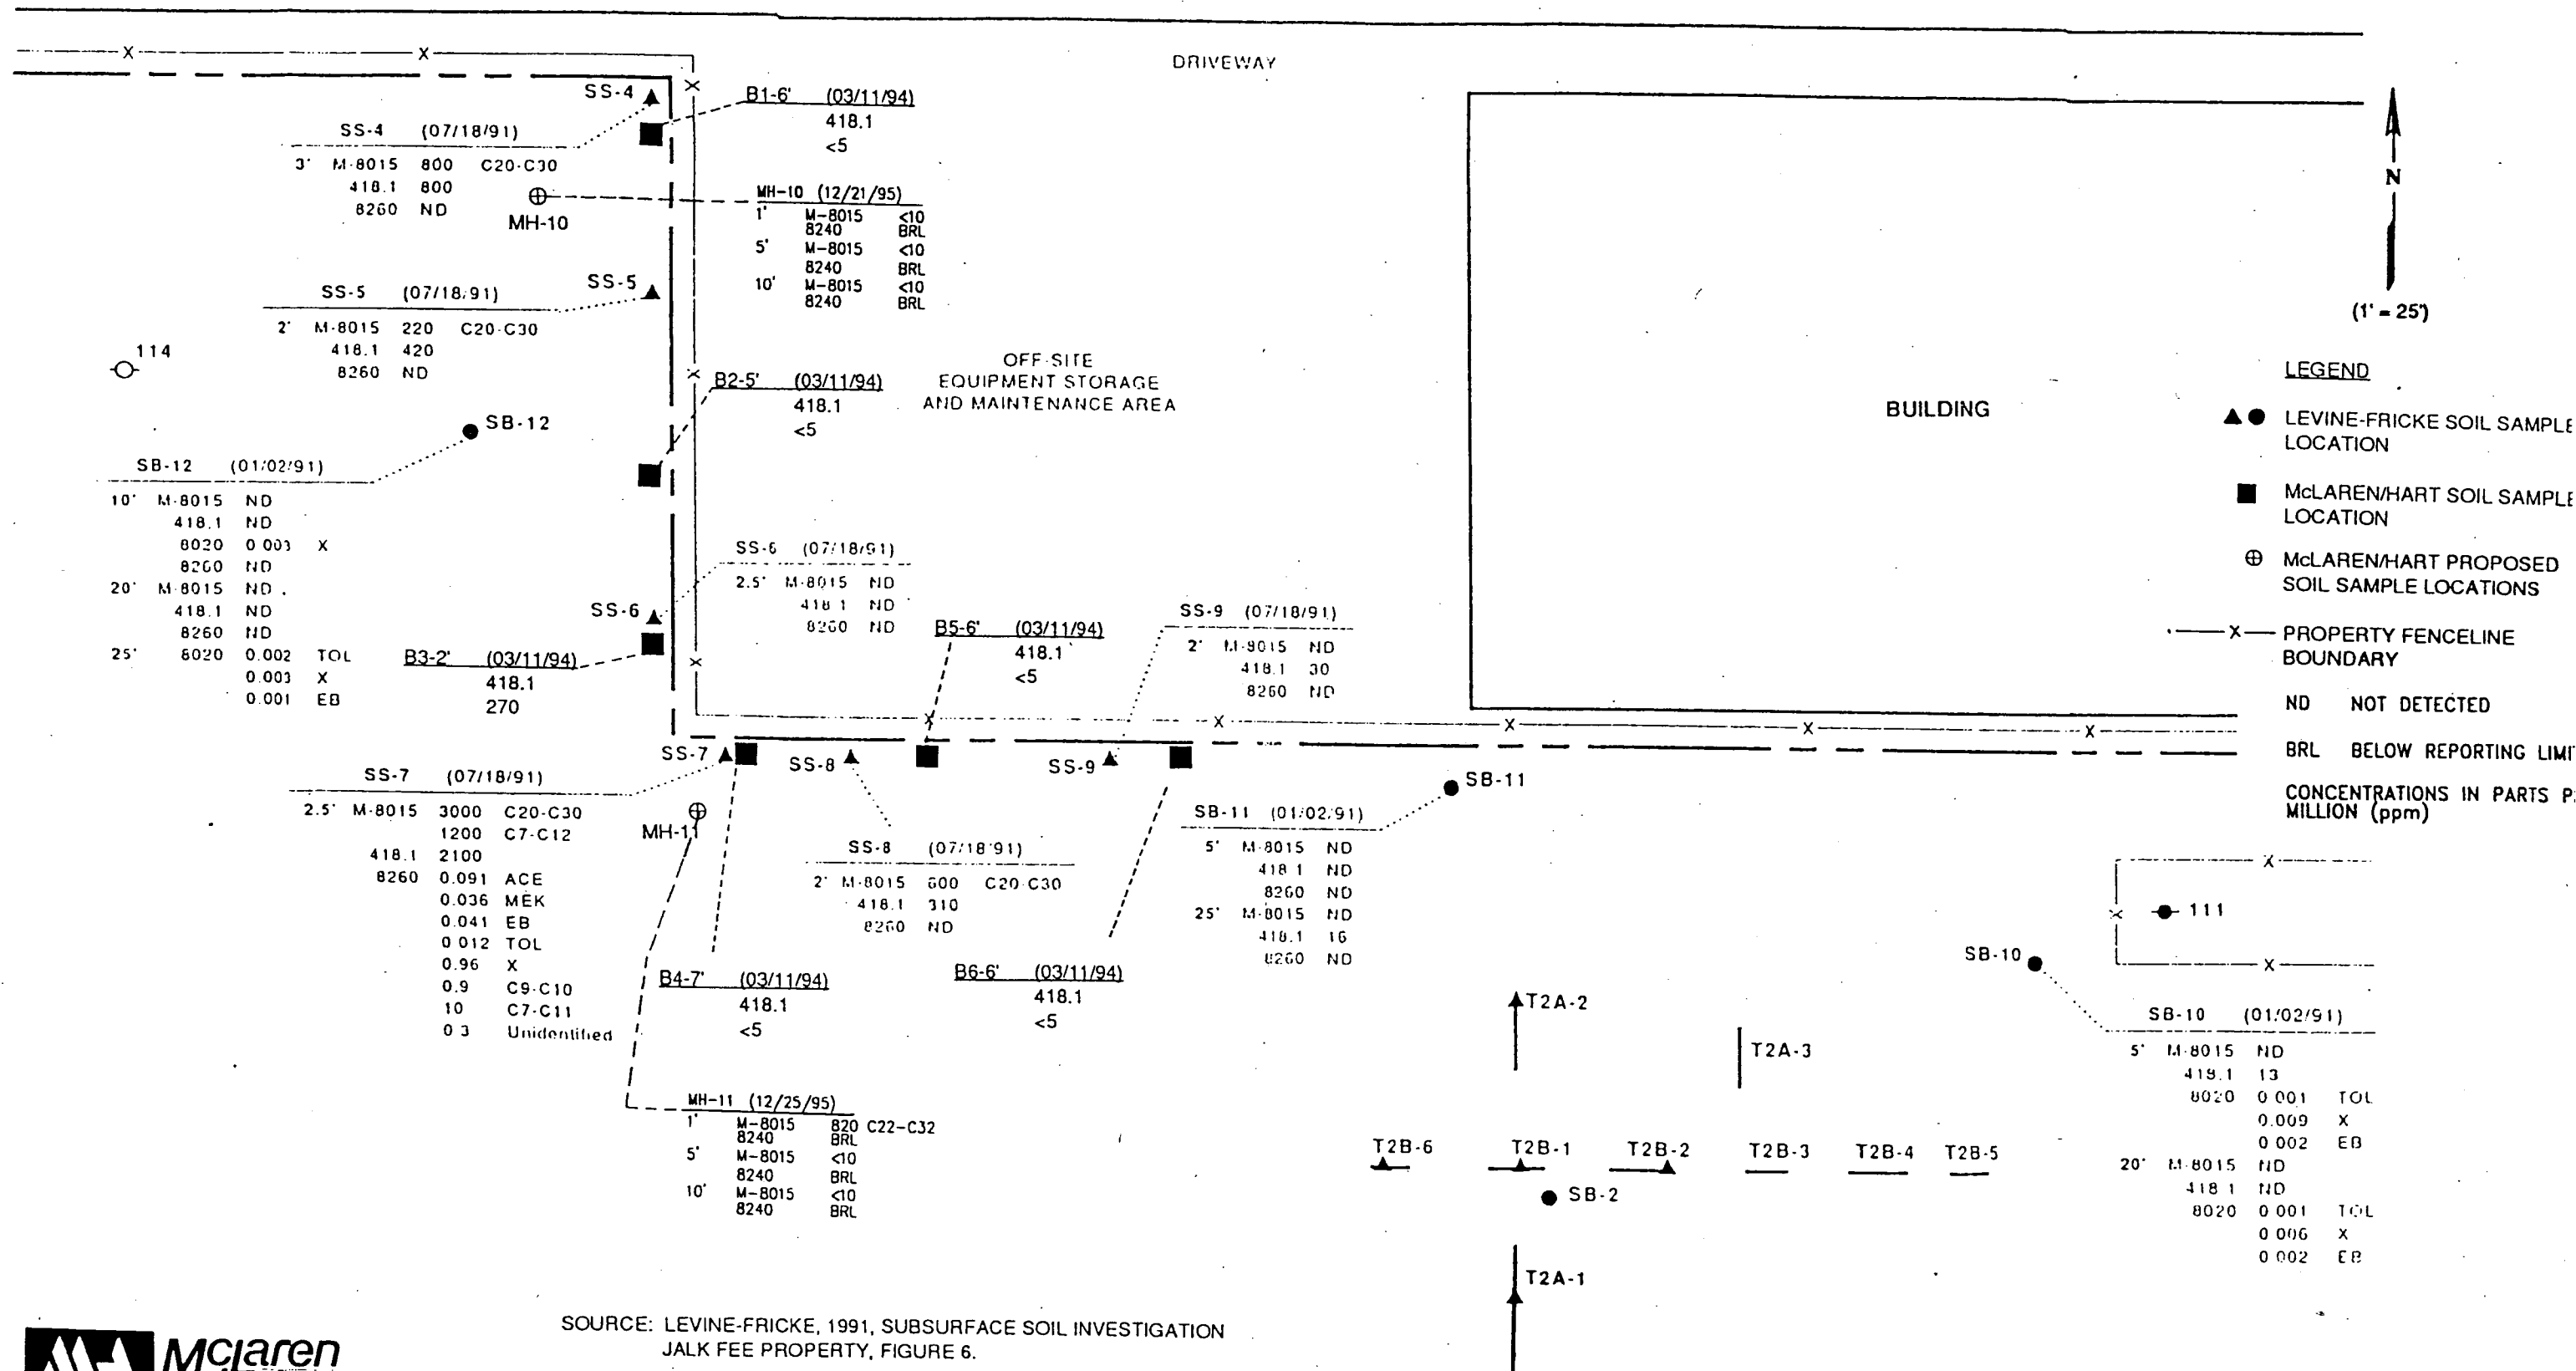 DRIVEWAY
SS-4
B1-6' (03/11/94)
418.1
<5
SS-4 (07/18/91)
3' M-8015 800 C20-C30
418.1 800
8260 ND
MH-10
MH-10 (12/21/95)
1' M-8015 <10
8240 BRL
5' M-8015 <10
8240 BRL
10' M-8015 <10
8240 BRL
N
(1" = 25')
SS-5
SS-5 (07/18/91)
2' M-8015 220 C20-C30
418.1 420
8260 ND
114
OFF-SITE
EQUIPMENT STORAGE
AND MAINTENANCE AREA
B2-5' (03/11/94)
418.1
<5
BUILDING
SB-12
SB-12 (01/02/91)
10' M-8015 ND
418.1 ND
8020 0.003 X
8260 ND
20' M-8015 ND
418.1 ND
8260 ND
25' 8020 0.002 TOL
0.003 X
0.001 EB
SS-6 (07/18/91)
2.5' M-8015 ND
418.1 ND
8260 ND
SS-6
B3-2' (03/11/94)
418.1
270
B5-6' (03/11/94)
418.1
<5
SS-9 (07/18/91)
2' M-8015 ND
418.1 30
8260 ND
LEGEND
LEVINE-FRICKE SOIL SAMPLE
LOCATION
McLAREN/HART SOIL SAMPLE
LOCATION
McLAREN/HART PROPOSED
SOIL SAMPLE LOCATIONS
X PROPERTY FENCELINE
BOUNDARY
ND NOT DETECTED
BRL BELOW REPORTING LIMI
CONCENTRATIONS IN PARTS P
MILLION (ppm)
SS-7
SS-8
SS-9
SB-11
SS-7 (07/18/91)
2.5' M-8015 3000 C20-C30
1200 C7-C12
418.1 2100
8260 0.091 ACE
0.036 MEK
0.041 EB
0.012 TOL
0.96 X
0.9 C9-C10
10 C7-C11
0.3 Unidentified
MH-11
SS-8 (07/18/91)
2' M-8015 600 C20-C30
418.1 310
8260 ND
SB-11 (01/02/91)
5' M-8015 ND
418.1 ND
8260 ND
25' M-8015 ND
418.1 16
8260 ND
B4-7' (03/11/94)
418.1
<5
B6-6' (03/11/94)
418.1
<5
111
SB-10
SB-10 (01/02/91)
5' M-8015 ND
418.1 13
8020 0.001 TOL
0.009 X
0.002 EB
20' M-8015 ND
418.1 ND
8020 0.001 TOL
0.006 X
0.002 EB
T2A-2
T2A-3
MH-11 (12/25/95)
1' M-8015 820 C22-C32
8240 BRL
5' M-8015 <10
8240 BRL
10' M-8015 <10
8240 BRL
T2B-6 T2B-1 T2B-2 T2B-3 T2B-4 T2B-5
SB-2
T2A-1
SOURCE: LEVINE-FRICKE, 1991, SUBSURFACE SOIL INVESTIGATION
JALK FEE PROPERTY, FIGURE 6.
McLaren